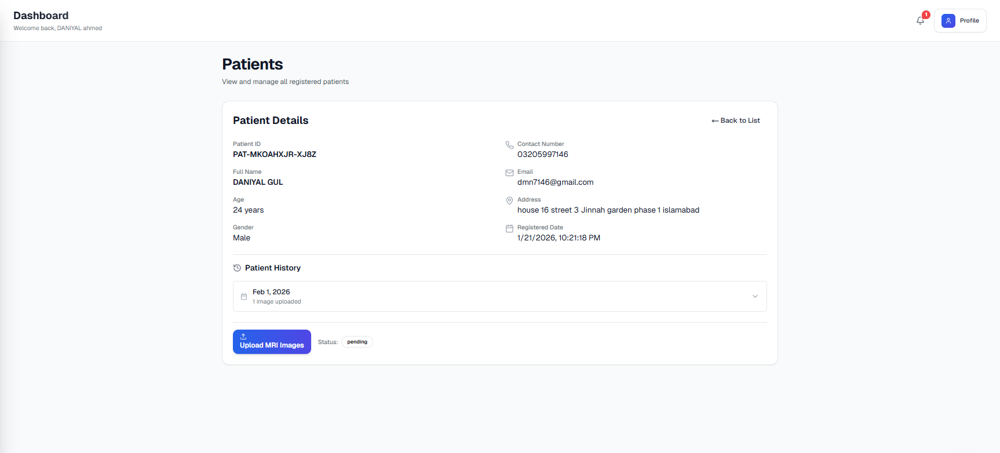 Dashboard
Welcome back, DANIYAL ahmed
1
Profile
Patients
View and manage all registered patients
Patient Details
← Back to List
Patient ID
PAT-MKOAHXJR-XJ8Z
Full Name
DANIYAL GUL
Age
24 years
Gender
Male
Contact Number
03205997146
Email
dmn7146@gmail.com
Address
house 16 street 3 Jinnah garden phase 1 islamabad
Registered Date
1/21/2026, 10:21:18 PM
Patient History
Feb 1, 2026
1 image uploaded
Upload MRI Images
Status: pending